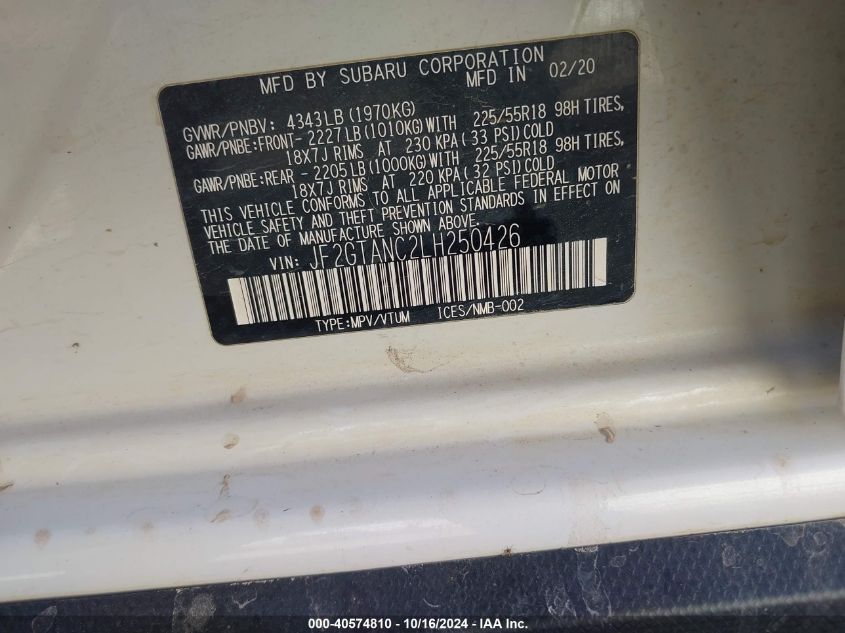 MFD BY SUBARU CORPORATION
MFD IN 02/20
GVWR/PNBV: 4343LB(1970KG)
GAWR/PNBE:FRONT- 2227LB(1010KG)WITH 225/55R18 98H TIRES,
18X7J RIMS AT 230 KPA(33 PSI)COLD
GAWR/PNBE:REAR - 2205LB(1000KG)WITH 225/55R18 98H TIRES,
18X7J RIMS AT 220 KPA(32 PSI)COLD
THIS VEHICLE CONFORMS TO ALL APPLICABLE FEDERAL MOTOR
VEHICLE SAFETY AND THEFT PREVENTION STANDARDS IN EFFECT ON
THE DATE OF MANUFACTURE SHOWN ABOVE.
VIN: JF2GTANC2LH250426
TYPE:MPV/VTUM ICES/NMB-002
000-40574810 - 10/16/2024 - IAA Inc.